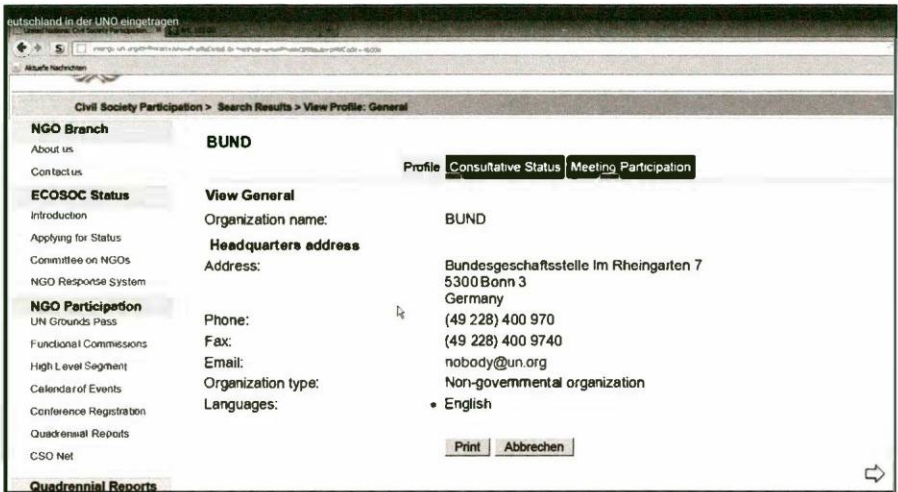 eutschland in der UNO eingetragen
Aktuelle Nachrichten
Civil Society Participation > Search Results > View Profile: General
NGO Branch
About us
Contact us
ECOSOC Status
Introduction
Applying for Status
Committee on NGOs
NGO Response System
NGO Participation
UN Grounds Pass
Functional Commissions
High Level Segment
Calendar of Events
Conference Registration
Quadrennial Reports
CSO Net
Quadrennial Reports
BUND
Profile Consultative Status Meeting Participation
View General
Organization name: BUND
Headquarters address
Address: Bundesgeschaftsstelle Im Rheingarten 7
5300 Bonn 3
Germany
Phone: (49 228) 400 970
Fax: (49 228) 400 9740
Email: nobody@un.org
Organization type: Non-governmental organization
Languages: • English
Print Abbrechen